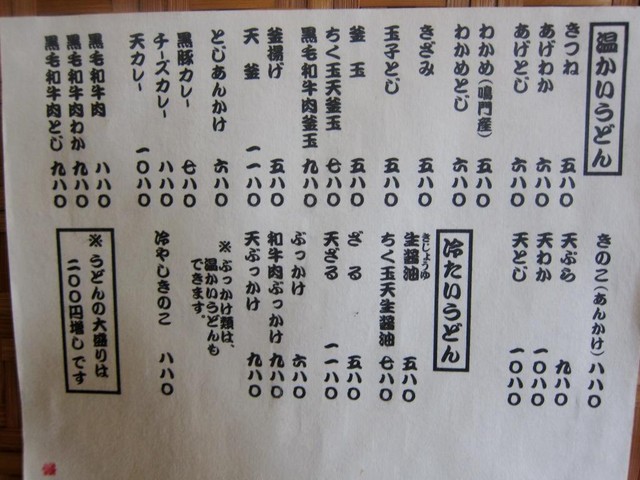 温かいうどん
きつね 五八〇
あげわか 六八〇
あげとじ 六八〇
わかめ(鳴門産) 五八〇
わかめとじ 六八〇
きざみ 五八〇
玉子とじ 五八〇
釜玉 五八〇
ちく玉天釜玉 七八〇
黒毛和牛肉釜玉 九八〇
釜揚げ 五八〇
天釜 一一八〇
とじあんかけ 六八〇
黒豚カレー 七八〇
チーズカレー 八八〇
天カレー 一〇八〇
黒毛和牛肉 八八〇
黒毛和牛肉わか 九八〇
黒毛和牛肉とじ 九八〇
きのこ(あんかけ) 八八〇
天ぷら 九八〇
天わか 一〇八〇
天とじ 一〇八〇
冷たいうどん
きじょうゆ
生醤油 五八〇
ちく玉天生醤油 七八〇
ざる 五八〇
天ざる 一一八〇
ぶっかけ 六八〇
和牛肉ぶっかけ 九八〇
天ぶっかけ 九八〇
※ぶっかけ類は、
温かいうどんも
できます。
冷やしきのこ 八八〇
※うどんの大盛りは
二〇〇円増しです